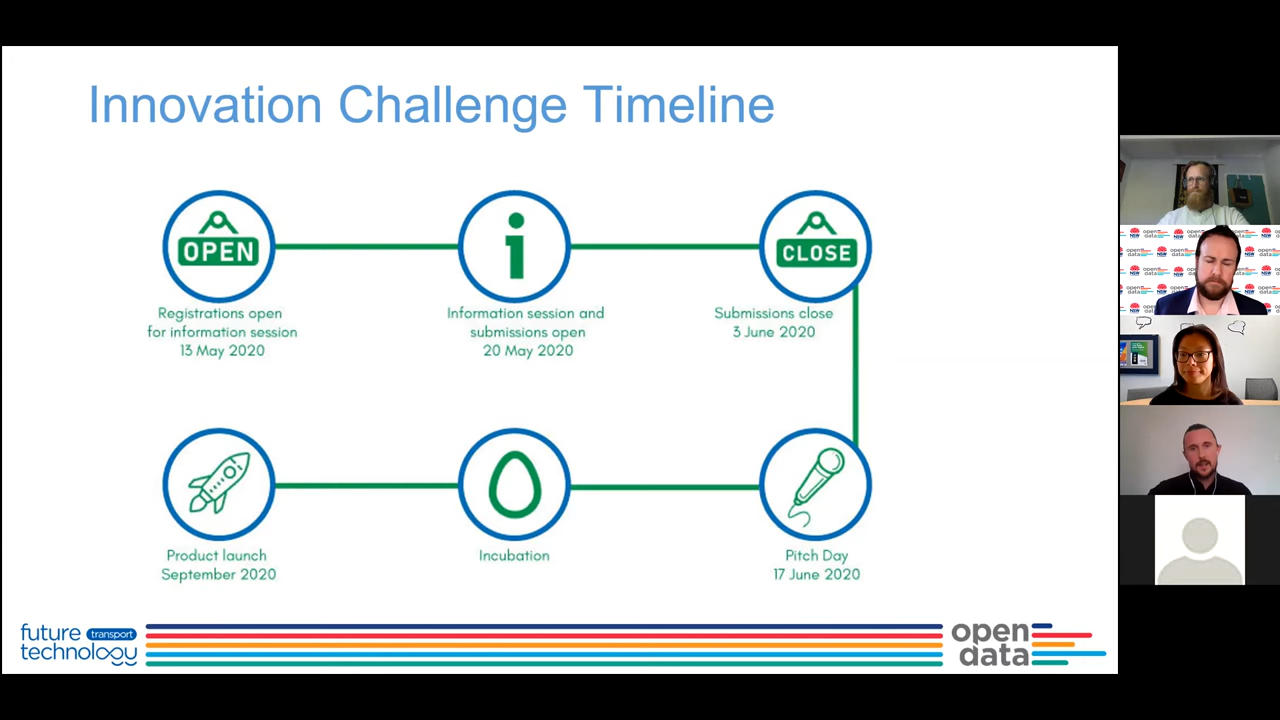 Innovation Challenge Timeline
OPEN
CLOSE
Registrations open
for information session
13 May 2020
Information session and
submissions open
20 May 2020
Submissions close
3 June 2020
Product launch
September 2020
Incubation
Pitch Day
17 June 2020
future transport
technology
open
data